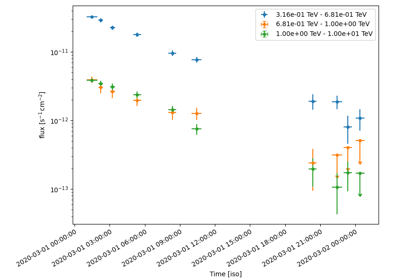 3.16e-01 TeV - 6.81e-01 TeV
6.81e-01 TeV - 1.00e+00 TeV
1.00e+00 TeV - 1.00e+01 TeV
flux [s⁻¹ cm⁻²]
10⁻¹¹
10⁻¹²
10⁻¹³
2020-03-01 00:00:00
2020-03-01 03:00:00
2020-03-01 06:00:00
2020-03-01 09:00:00
2020-03-01 12:00:00
2020-03-01 15:00:00
2020-03-01 18:00:00
2020-03-01 21:00:00
2020-03-02 00:00:00
Time [iso]